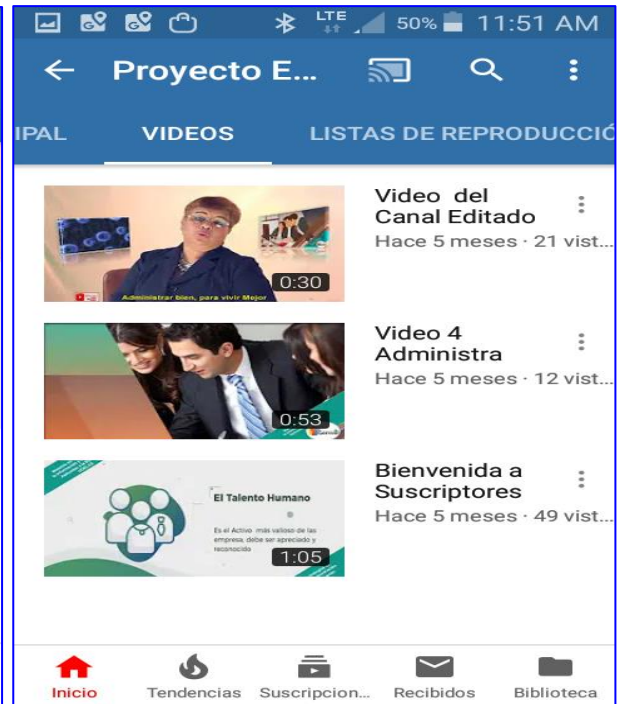 LTE 50% 11:51 AM
Proyecto E...
IPAL VIDEOS LISTAS DE REPRODUCCIÓ
Video del
Canal Editado
Hace 5 meses · 21 vist...
Administrar bien, para vivir Mejor
0:30
Video 4
Administra
Hace 5 meses · 12 vist...
0:53
Bienvenida a
Suscriptores
Hace 5 meses · 49 vist...
El Talento Humano
Es el Activo más valioso de las
empresa, debe ser apreciado y
reconocido
1:05
Inicio Tendencias Suscripcion... Recibidos Biblioteca